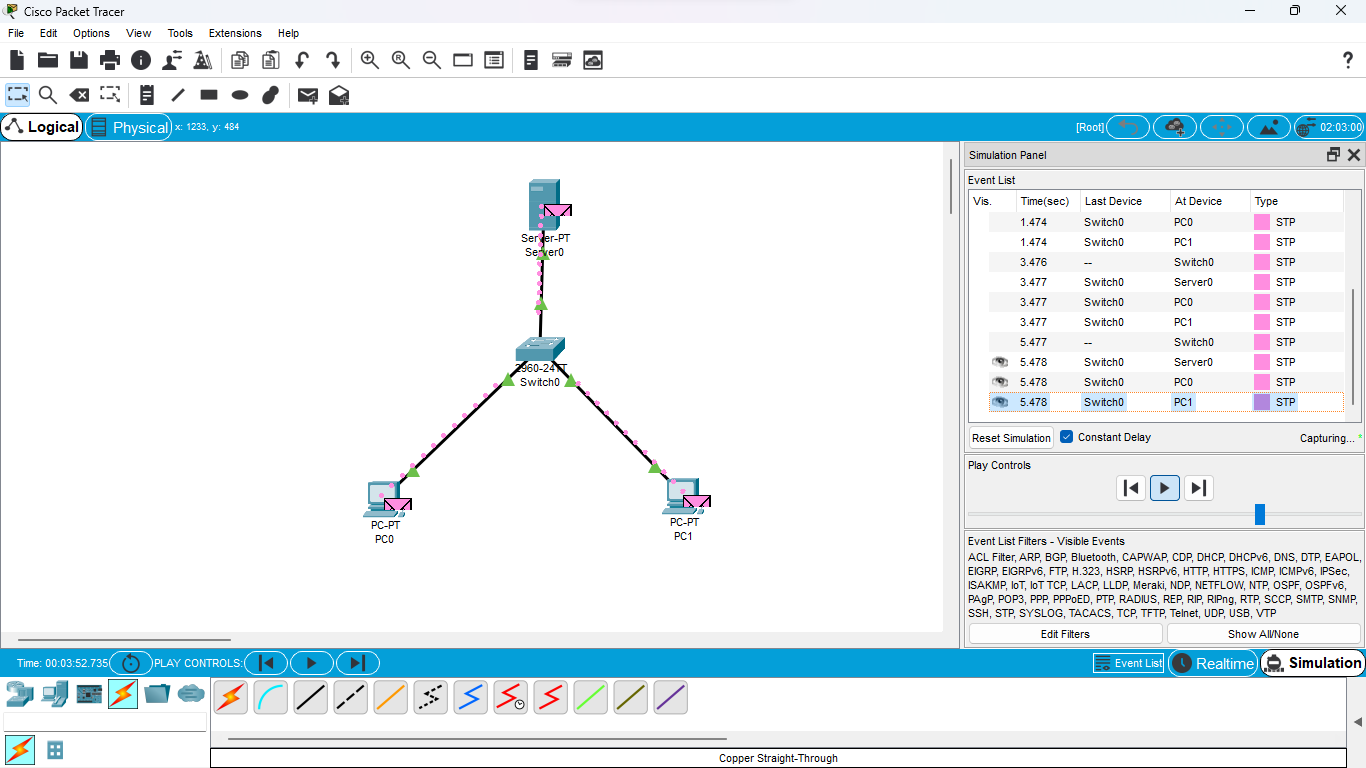 Cisco Packet Tracer
File Edit Options View Tools Extensions Help
Logical Physical x: 1233, y: 484 [Root] 02:03:00
Server-PT
Server0
2960-24TT
Switch0
PC-PT
PC0
PC-PT
PC1
Simulation Panel
Event List
Vis. Time(sec) Last Device At Device Type
1.474 Switch0 PC0 STP
1.474 Switch0 PC1 STP
3.476 -- Switch0 STP
3.477 Switch0 Server0 STP
3.477 Switch0 PC0 STP
3.477 Switch0 PC1 STP
5.477 -- Switch0 STP
5.478 Switch0 Server0 STP
5.478 Switch0 PC0 STP
5.478 Switch0 PC1 STP
Reset Simulation Constant Delay Capturing... *
Play Controls
Event List Filters - Visible Events
ACL Filter, ARP, BGP, Bluetooth, CAPWAP, CDP, DHCP, DHCPv6, DNS, DTP, EAPOL,
EIGRP, EIGRPv6, FTP, H.323, HSRP, HSRPv6, HTTP, HTTPS, ICMP, ICMPv6, IPSec,
ISAKMP, IoT, IoT TCP, LACP, LLDP, Meraki, NDP, NETFLOW, NTP, OSPF, OSPFv6,
PAgP, POP3, PPP, PPPoED, PTP, RADIUS, REP, RIP, RIPng, RTP, SCCP, SMTP, SNMP,
SSH, STP, SYSLOG, TACACS, TCP, TFTP, Telnet, UDP, USB, VTP
Edit Filters Show All/None
Time: 00:03:52.735 PLAY CONTROLS: Event List Realtime Simulation
Copper Straight-Through